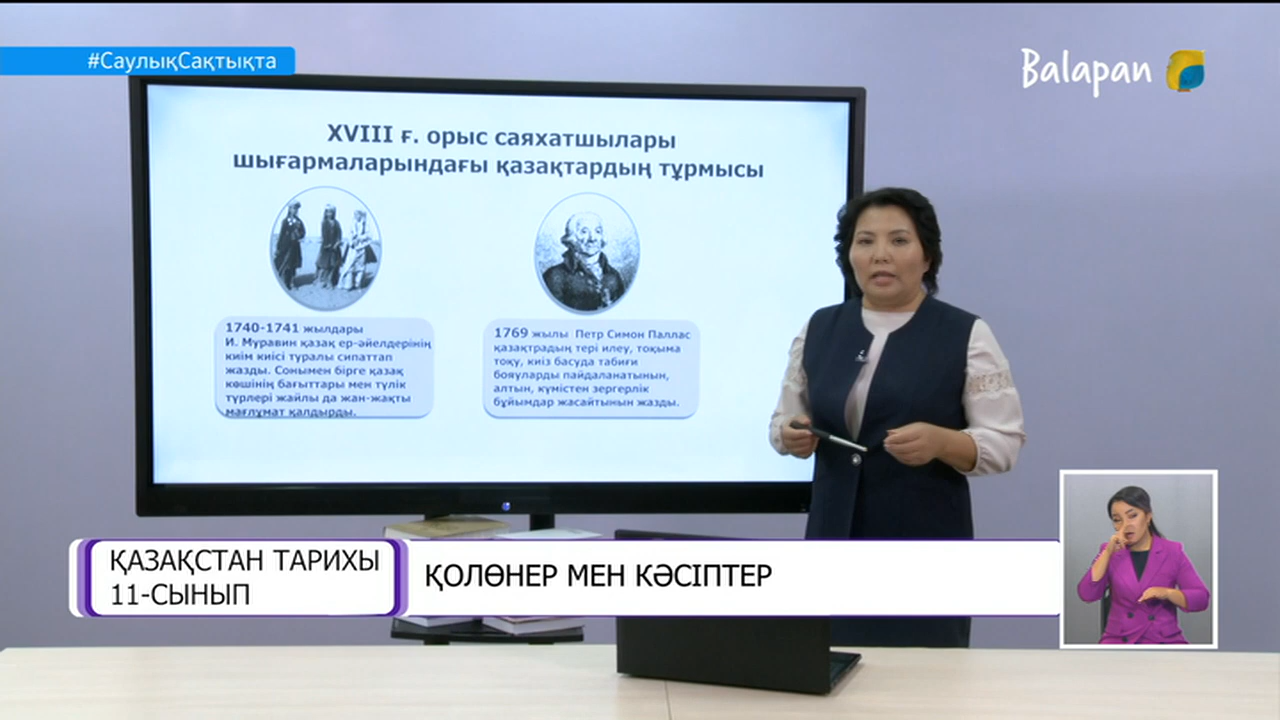 #СаулықСақтықта
Balapan
XVIII ғ. орыс саяхатшылары
шығармаларындағы қазақтардың тұрмысы
1740-1741 жылдары
И. Муравин қазақ ер-әйелдерінің
киім киісі туралы сипаттап
жазды. Сонымен бірге қазақ
көшінің бағыттары мен түлік
түрлері жайлы да жан-жақты
мағлұмат қалдырды.
1769 жылы Петр Симон Паллас
қазақтрадың тері илеу, тоқыма
тоқу, киіз басуда табиғи
бояуларды пайдаланатынын,
алтын, күмістен зергерлік
бұйымдар жасайтынын жазды.
ҚАЗАҚСТАН ТАРИХЫ
11-СЫНЫП
ҚОЛӨНЕР МЕН КӘСІПТЕР